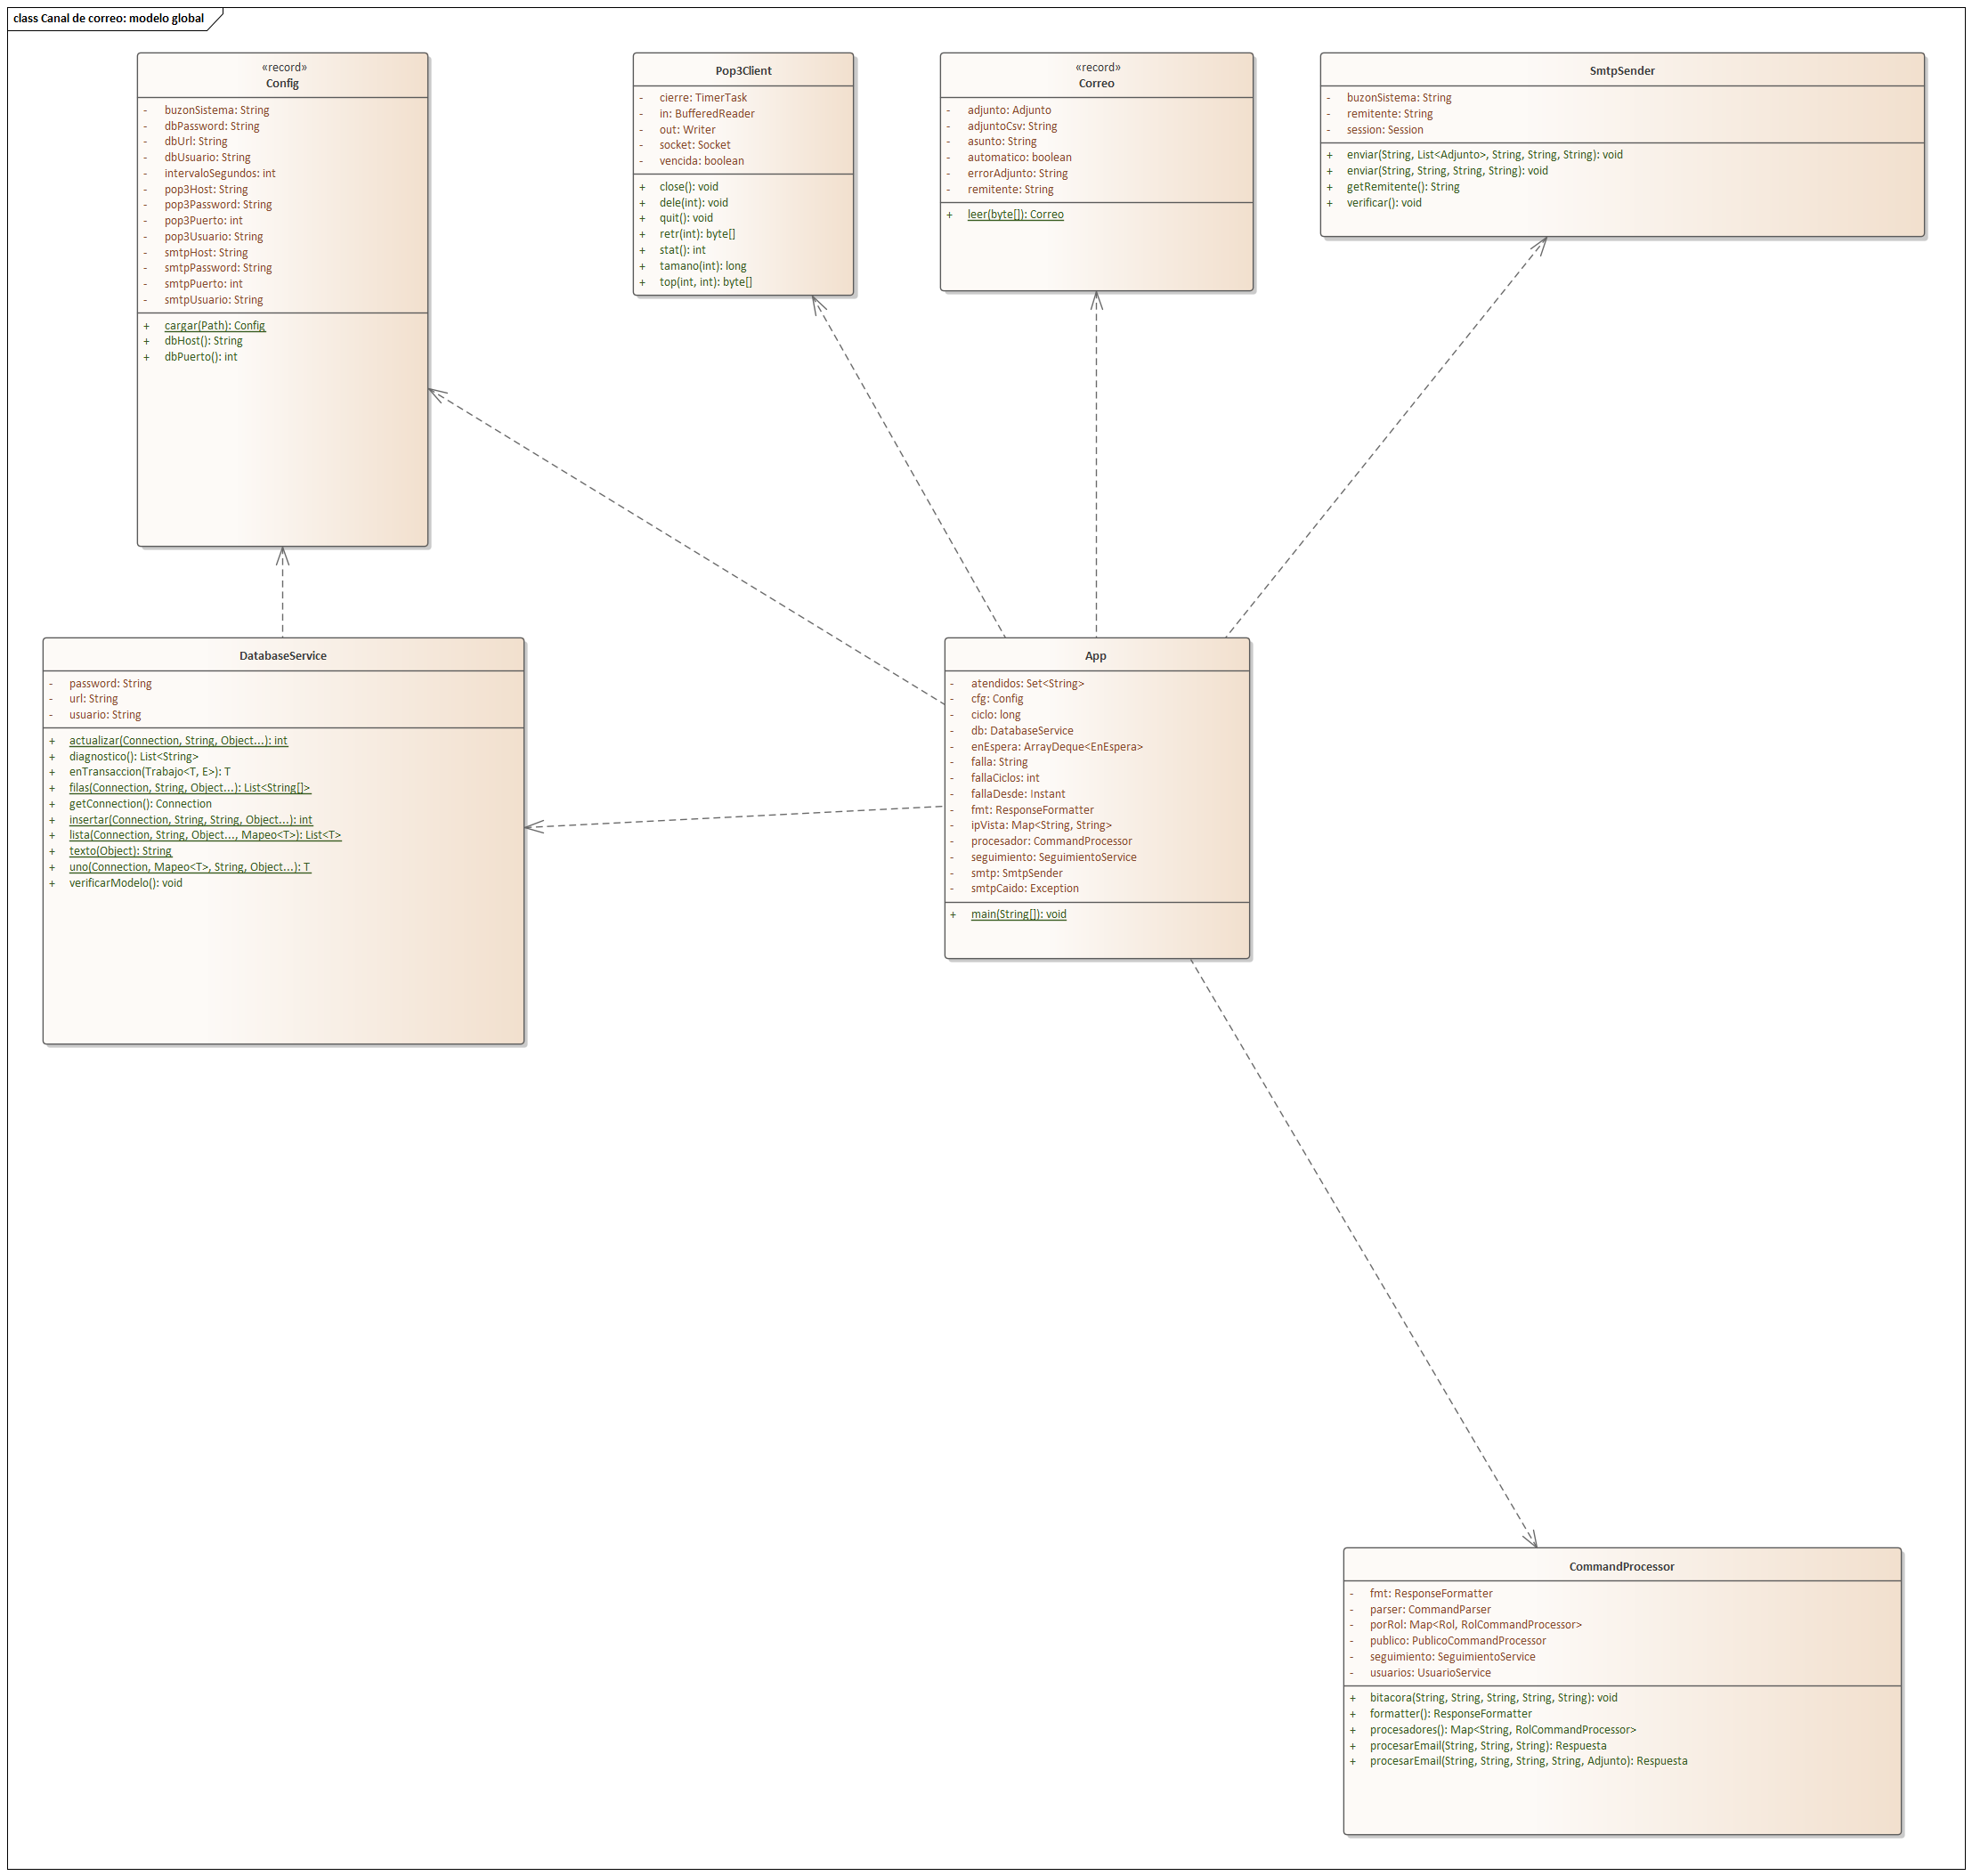 class Canal de correo: modelo global
«record»
Config
- buzonSistema: String
- dbPassword: String
- dbUrl: String
- dbUsuario: String
- intervaloSegundos: int
- pop3Host: String
- pop3Password: String
- pop3Puerto: int
- pop3Usuario: String
- smtpHost: String
- smtpPassword: String
- smtpPuerto: int
- smtpUsuario: String
+ cargar(Path): Config
+ dbHost(): String
+ dbPuerto(): int
Pop3Client
- cierre: TimerTask
- in: BufferedReader
- out: Writer
- socket: Socket
- vencida: boolean
+ close(): void
+ dele(int): void
+ quit(): void
+ retr(int): byte[]
+ stat(): int
+ tamano(int): long
+ top(int, int): byte[]
«record»
Correo
- adjunto: Adjunto
- adjuntoCsv: String
- asunto: String
- automatico: boolean
- errorAdjunto: String
- remitente: String
+ leer(byte[]): Correo
SmtpSender
- buzonSistema: String
- remitente: String
- session: Session
+ enviar(String, List<Adjunto>, String, String, String): void
+ enviar(String, String, String, String): void
+ getRemitente(): String
+ verificar(): void
DatabaseService
- password: String
- url: String
- usuario: String
+ actualizar(Connection, String, Object...): int
+ diagnostico(): List<String>
+ enTransaccion(Trabajo<T, E>): T
+ filas(Connection, String, Object...): List<String[]>
+ getConnection(): Connection
+ insertar(Connection, String, String, Object...): int
+ lista(Connection, String, Object..., Mapeo<T>): List<T>
+ texto(Object): String
+ uno(Connection, Mapeo<T>, String, Object...): T
+ verificarModelo(): void
App
- atendidos: Set<String>
- cfg: Config
- ciclo: long
- db: DatabaseService
- enEspera: ArrayDeque<EnEspera>
- falla: String
- fallaCiclos: int
- fallaDesde: Instant
- fmt: ResponseFormatter
- ipVista: Map<String, String>
- procesador: CommandProcessor
- seguimiento: SeguimientoService
- smtp: SmtpSender
- smtpCaido: Exception
+ main(String[]): void
CommandProcessor
- fmt: ResponseFormatter
- parser: CommandParser
- porRol: Map<Rol, RolCommandProcessor>
- publico: PublicoCommandProcessor
- seguimiento: SeguimientoService
- usuarios: UsuarioService
+ bitacora(String, String, String, String, String): void
+ formatter(): ResponseFormatter
+ procesadores(): Map<String, RolCommandProcessor>
+ procesarEmail(String, String, String): Respuesta
+ procesarEmail(String, String, String, String, Adjunto): Respuesta